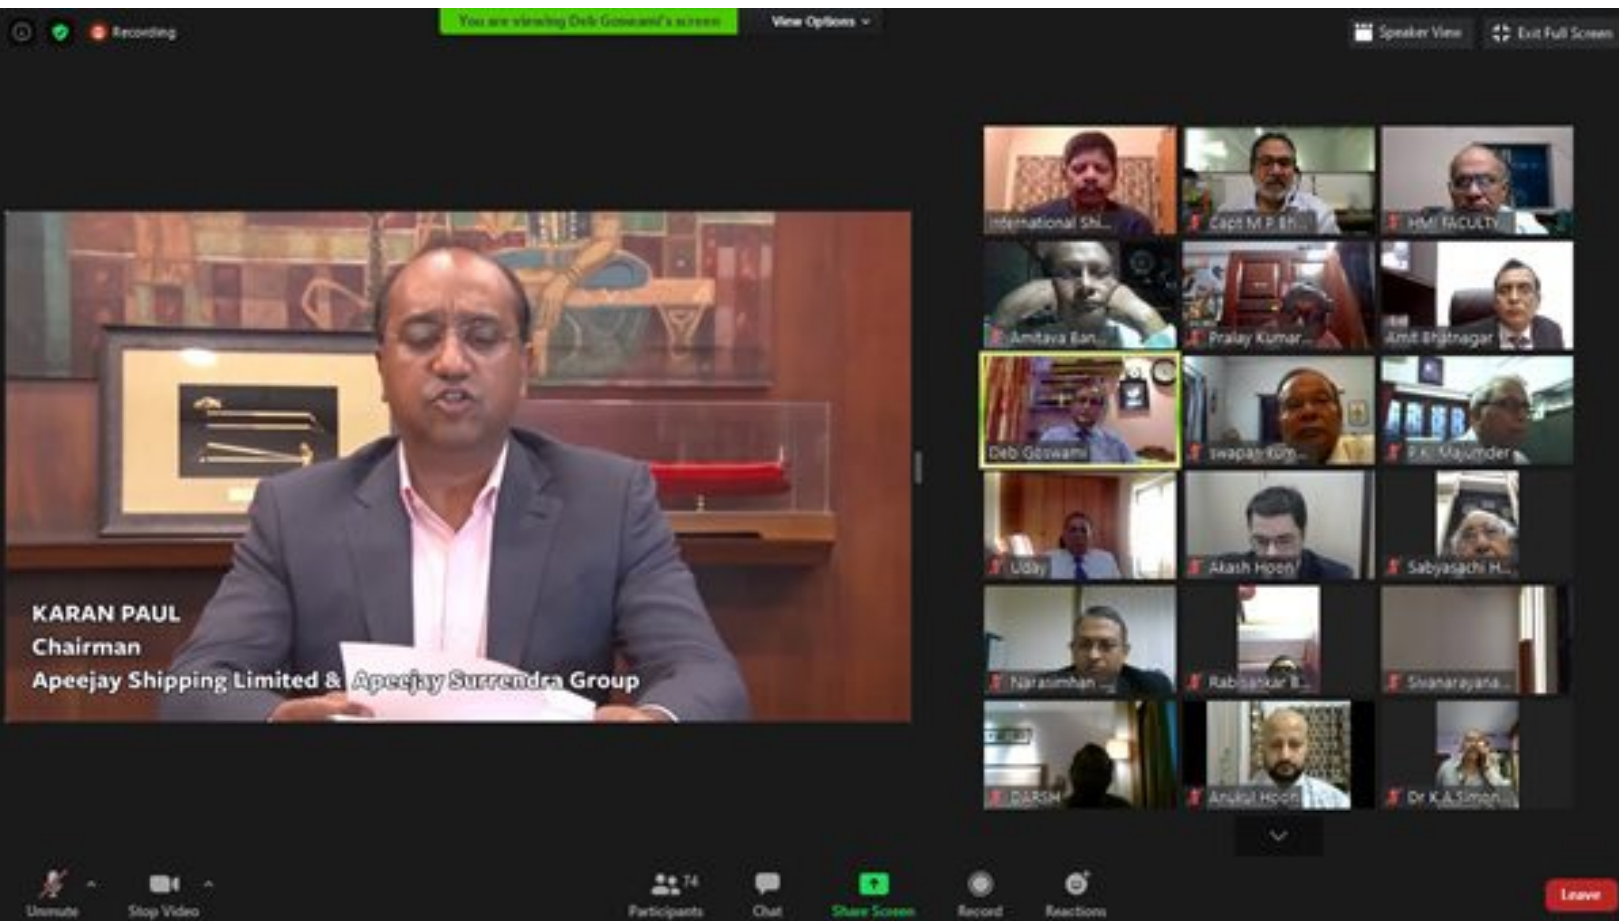 Recording
You are viewing Deb Goswami's screen
View Options
Speaker View
Exit Full Screen
International Shi...
Capt M P Bh...
HMI FACULTY
Amitava Ban...
Pralay Kumar...
Amit Bhatnagar
Deb Goswami
swapan Kum...
P.K. Majumder
Uday
Akash Hoon
Sabyasachi H...
Narasimhan ...
Rabisankar B...
Sivanarayana...
DARSH
Anukul Hoon
Dr K.A.Simon...
KARAN PAUL
Chairman
Apeejay Shipping Limited & Apeejay Surrendra Group
Unmute
Stop Video
Participants
74
Chat
Share Screen
Record
Reactions
Leave